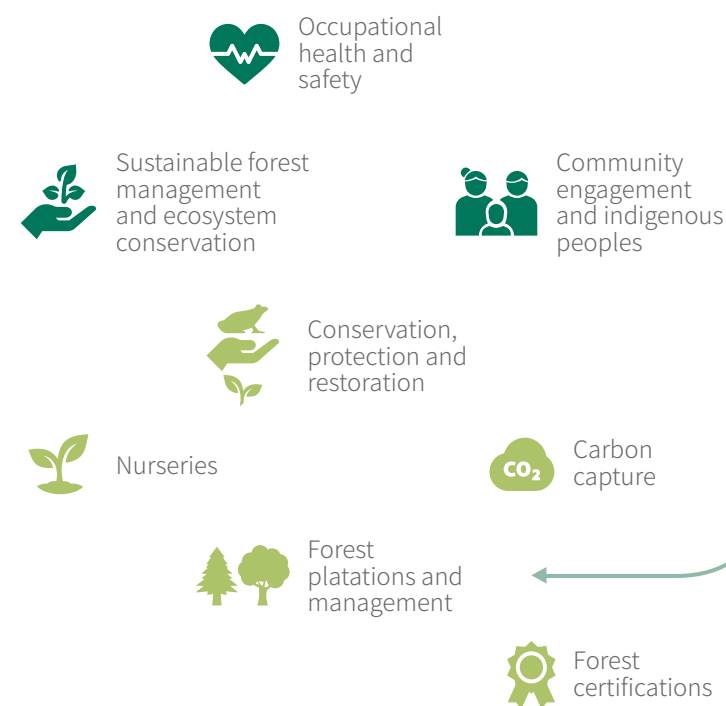 Occupational
health and
safety
Sustainable forest
management
and ecosystem
conservation
Community
engagement
and indigenous
peoples
Conservation,
protection and
restoration
Nurseries
CO₂
Carbon
capture
Forest
platations and
management
Forest
certifications